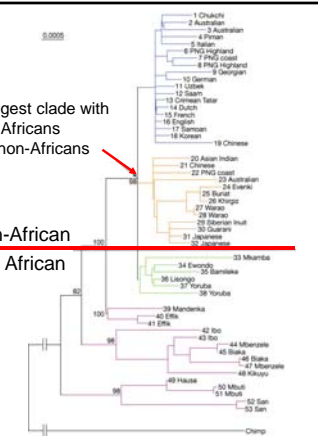 0.0005
1 Chukchi
2 Australian
3 Australian
4 Piman
5 Italian
6 PNG Highland
7 PNG coast
8 PNG Highland
9 Georgian
10 German
11 Uzbek
12 Saam
13 Crimean Tatar
14 Dutch
15 French
16 English
17 Samoan
18 Korean
19 Chinese
gest clade with
Africans
non-Africans
20 Asian Indian
21 Chinese
22 PNG coast
23 Australian
24 Evenki
25 Buriat
26 Khirgiz
27 Warao
28 Warao
29 Siberian Inuit
30 Guarani
31 Japanese
32 Japanese
n-African
African
33 Mkamba
34 Ewondo
35 Bamileke
36 Lisongo
37 Yoruba
38 Yoruba
39 Mandenka
40 Effik
41 Effik
42 Ibo
43 Ibo
44 Mbenzele
45 Biaka
46 Biaka
47 Mbenzele
48 Kikuyu
49 Hausa
50 Mbuti
51 Mbuti
52 San
53 San
Chimp
100
100
98
98